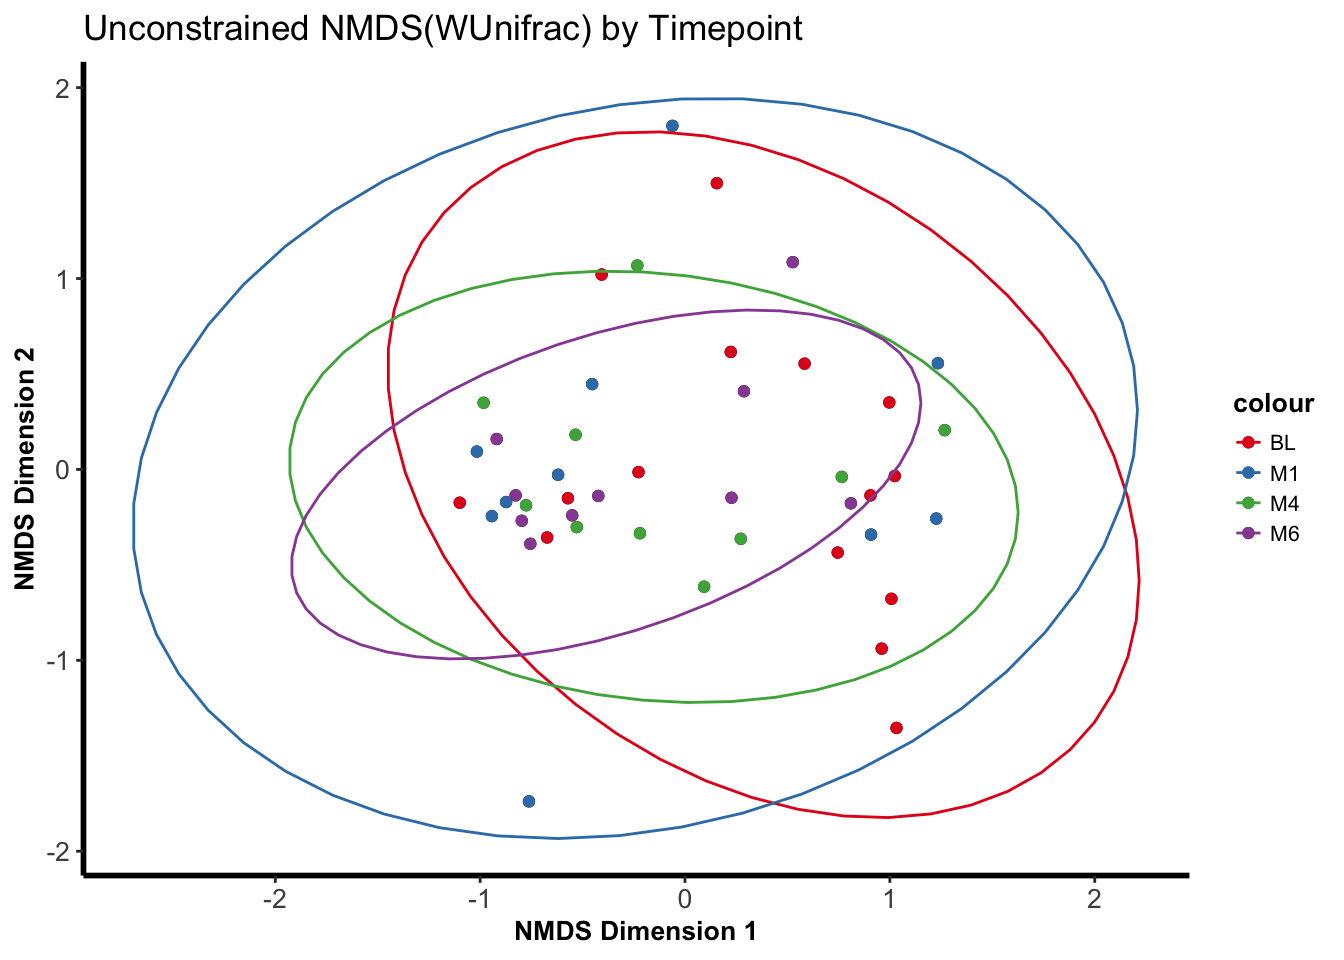 Unconstrained NMDS(WUnifrac) by Timepoint
2
1
0
-1
-2
NMDS Dimension 2
-2
-1
0
1
2
NMDS Dimension 1
colour
BL
M1
M4
M6